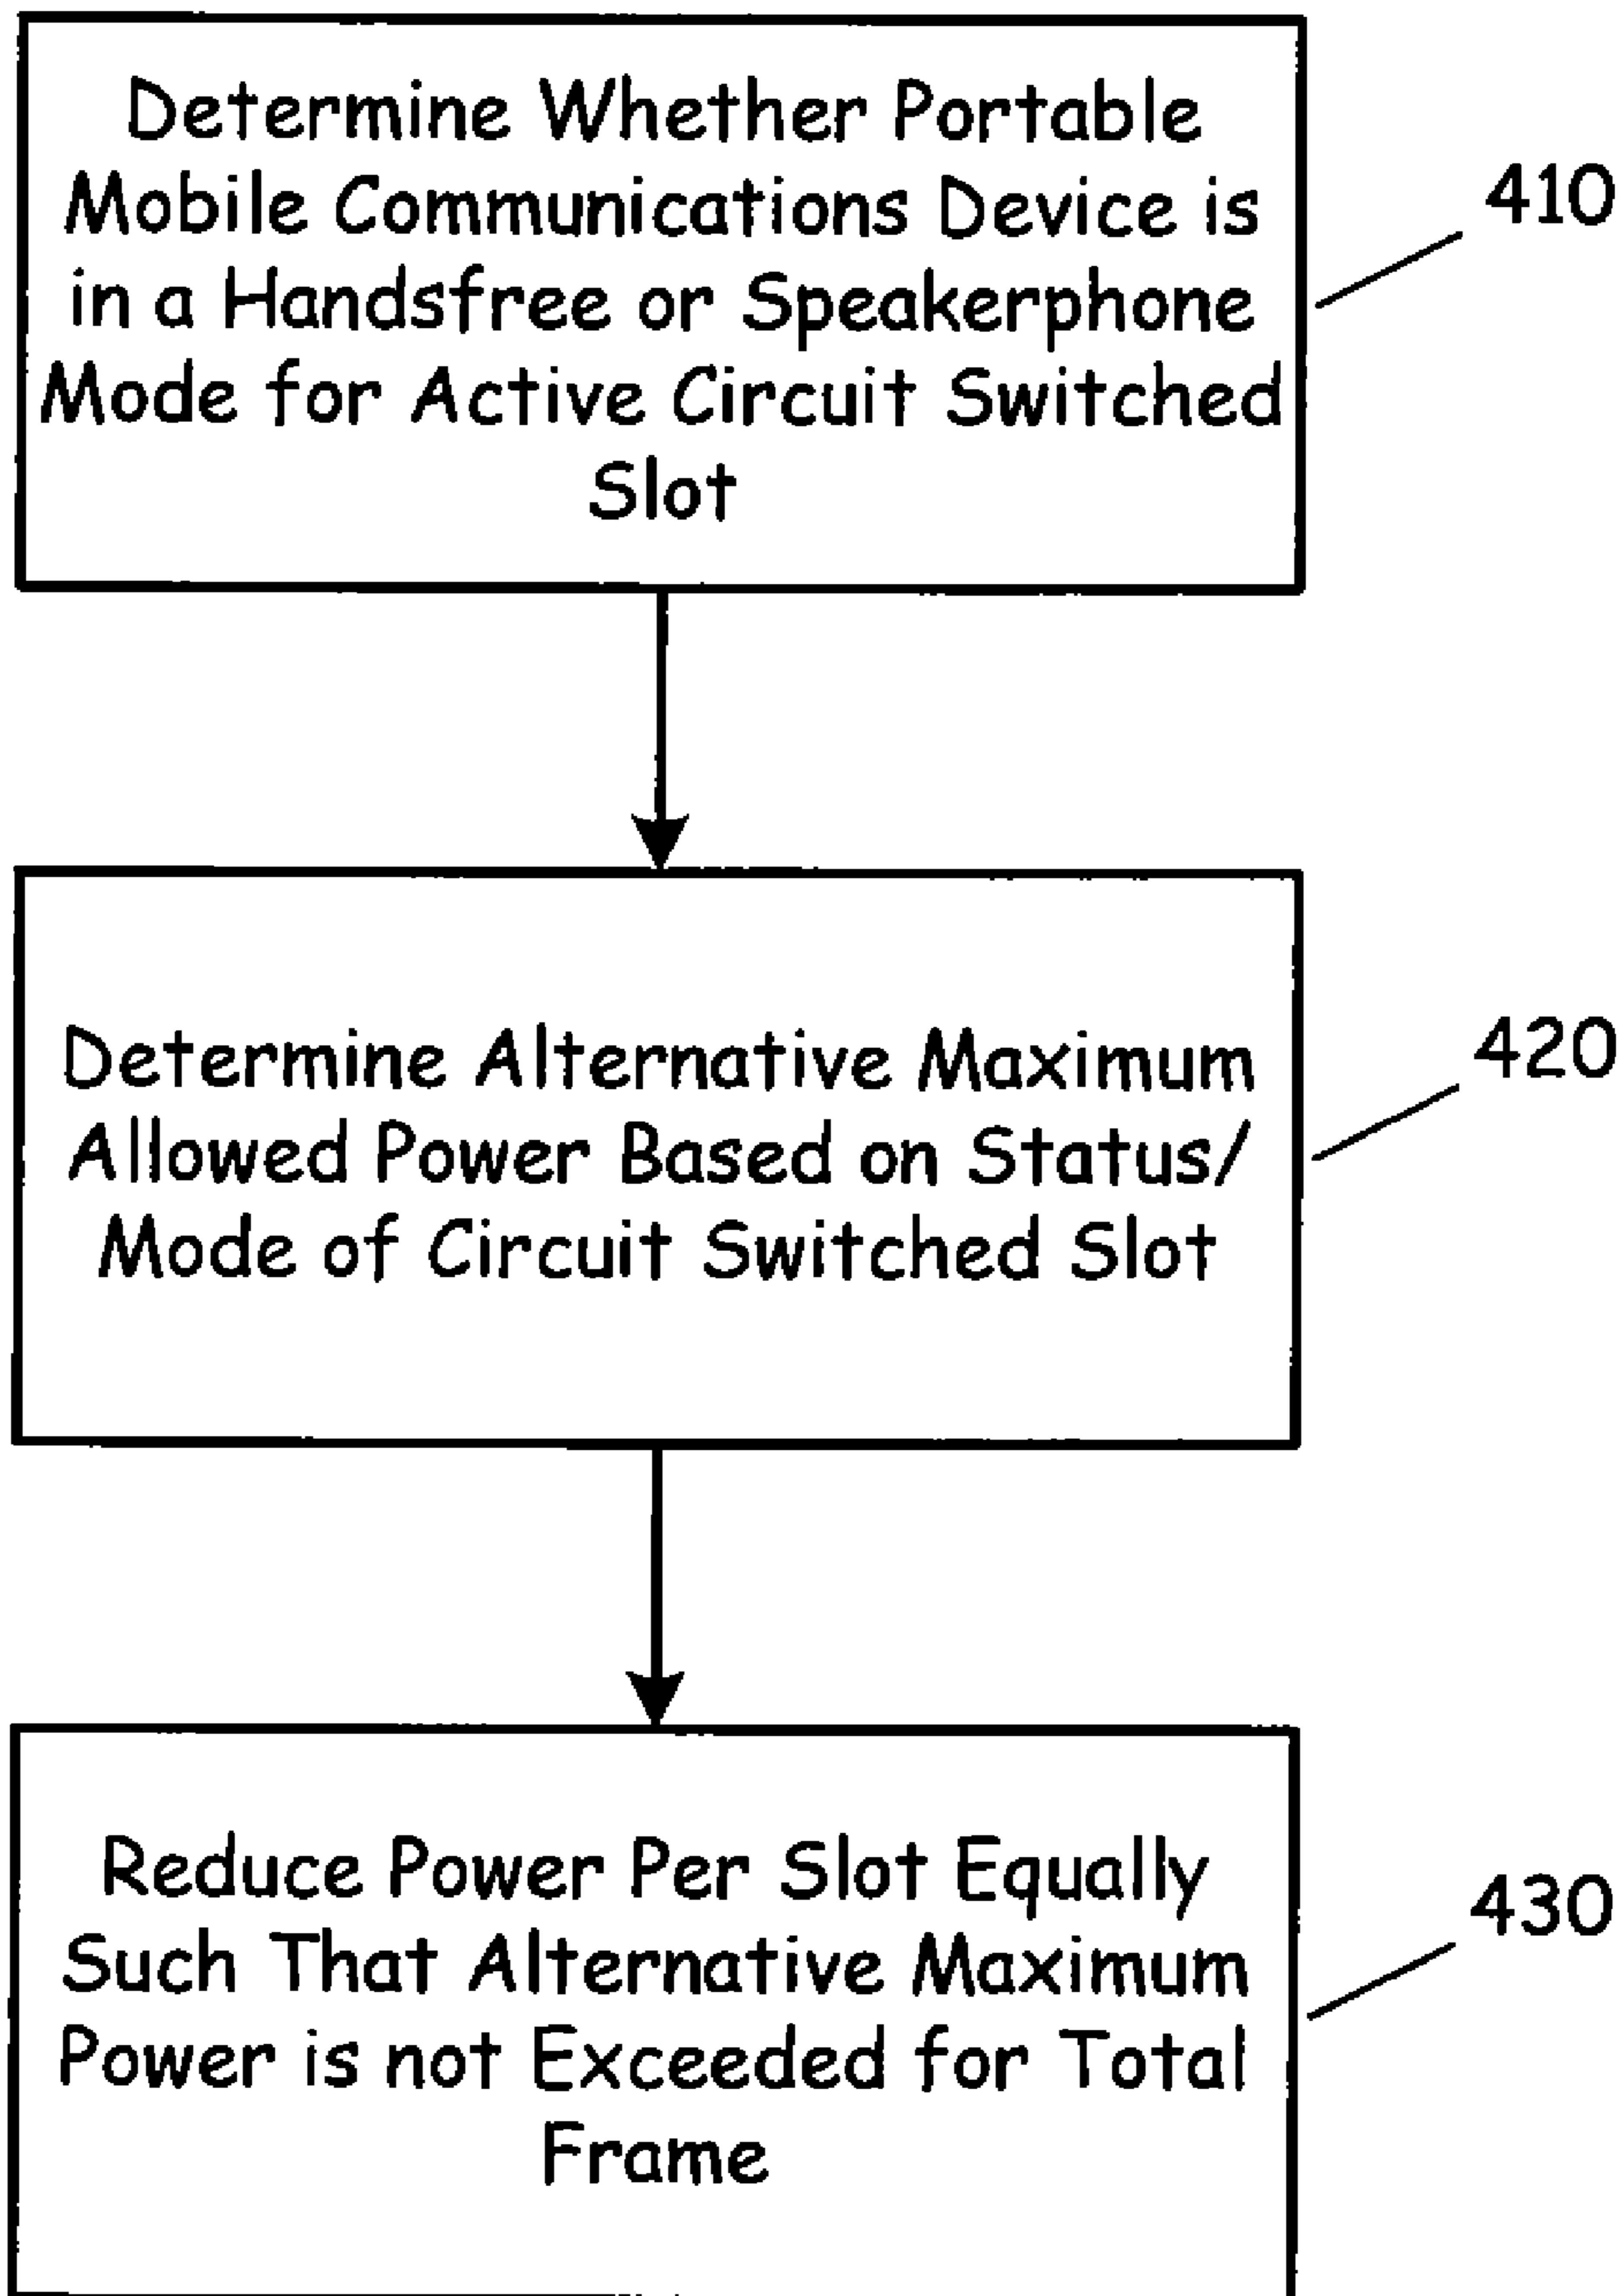 Determine Whether Portable
Mobile Communications Device is
in a Handsfree or Speakerphone
Mode for Active Circuit Switched
Slot
410
Determine Alternative Maximum
Allowed Power Based on Status/
Mode of Circuit Switched Slot
420
Reduce Power Per Slot Equally
Such That Alternative Maximum
Power is not Exceeded for Total
Frame
430